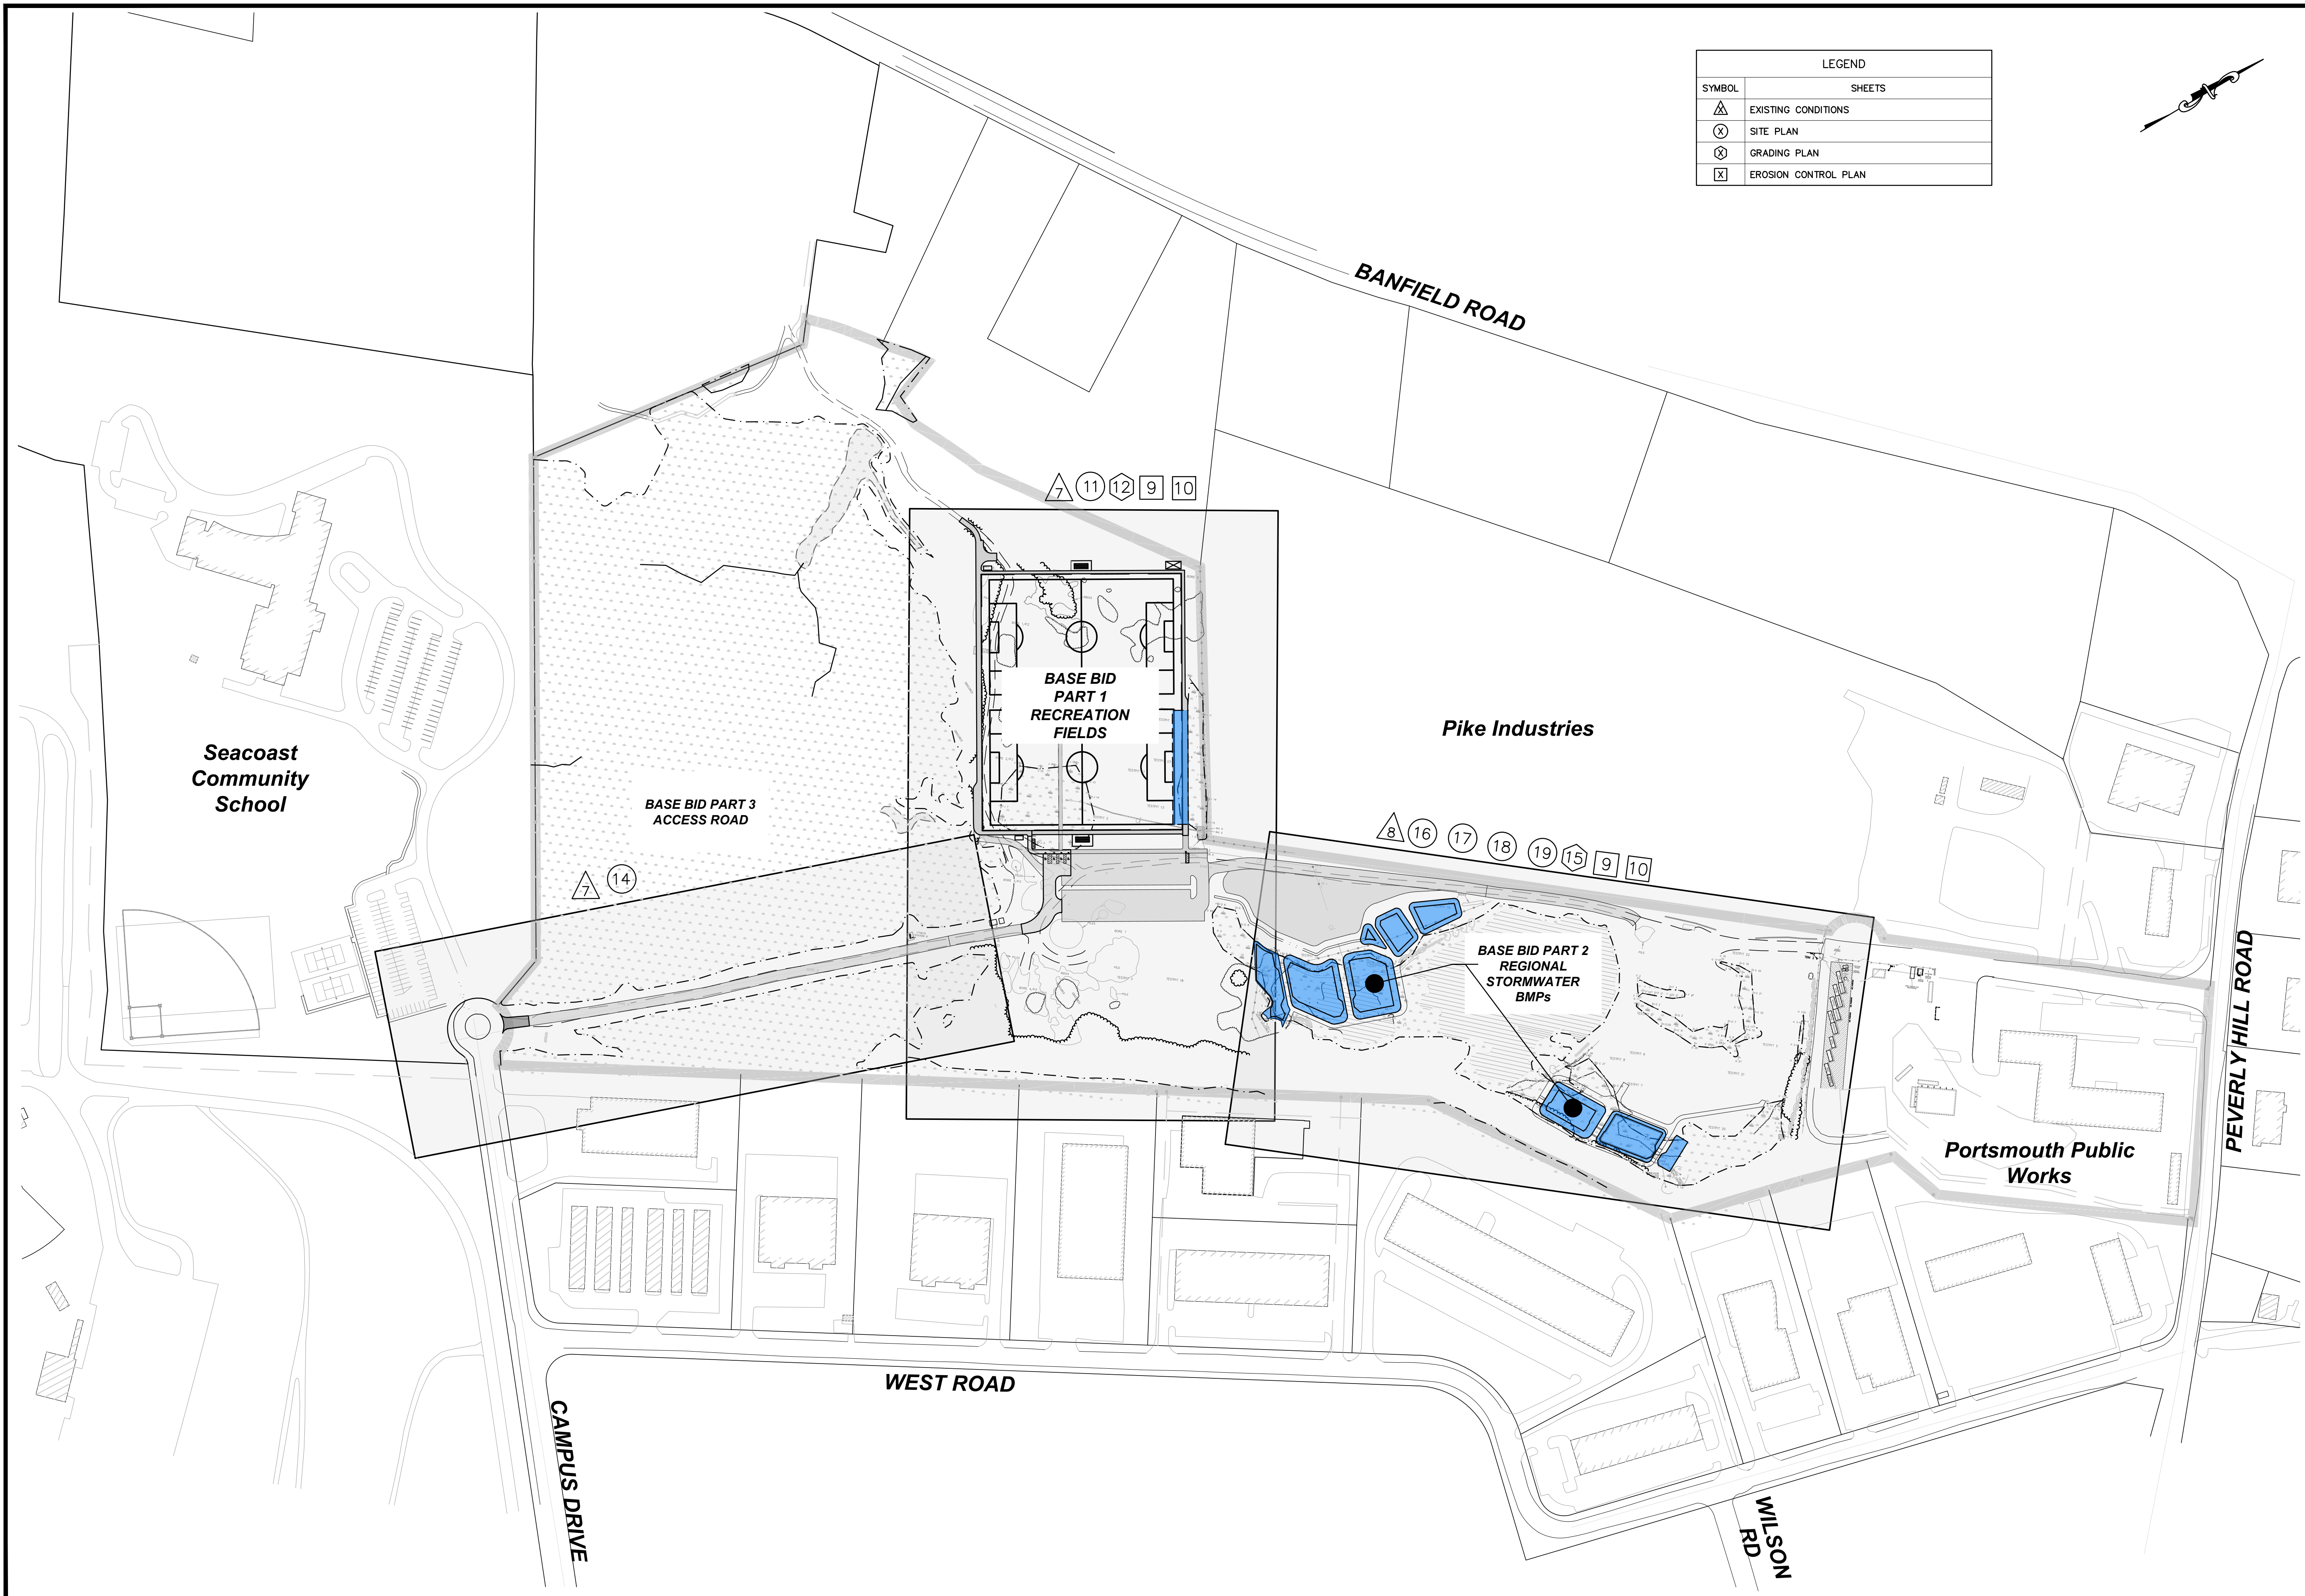 LEGEND
SYMBOL SHEETS
X EXISTING CONDITIONS
X SITE PLAN
X GRADING PLAN
X EROSION CONTROL PLAN
BANFIELD ROAD
7 11 12 9 10
BASE BID
PART 1
RECREATION
FIELDS
Pike Industries
Seacoast
Community
School
BASE BID PART 3
ACCESS ROAD
7 14
8 16 17 18 19 15 9 10
BASE BID PART 2
REGIONAL
STORMWATER
BMPs
PEVERLY HILL ROAD
Portsmouth Public
Works
WEST ROAD
CAMPUS DRIVE
WILSON
RD